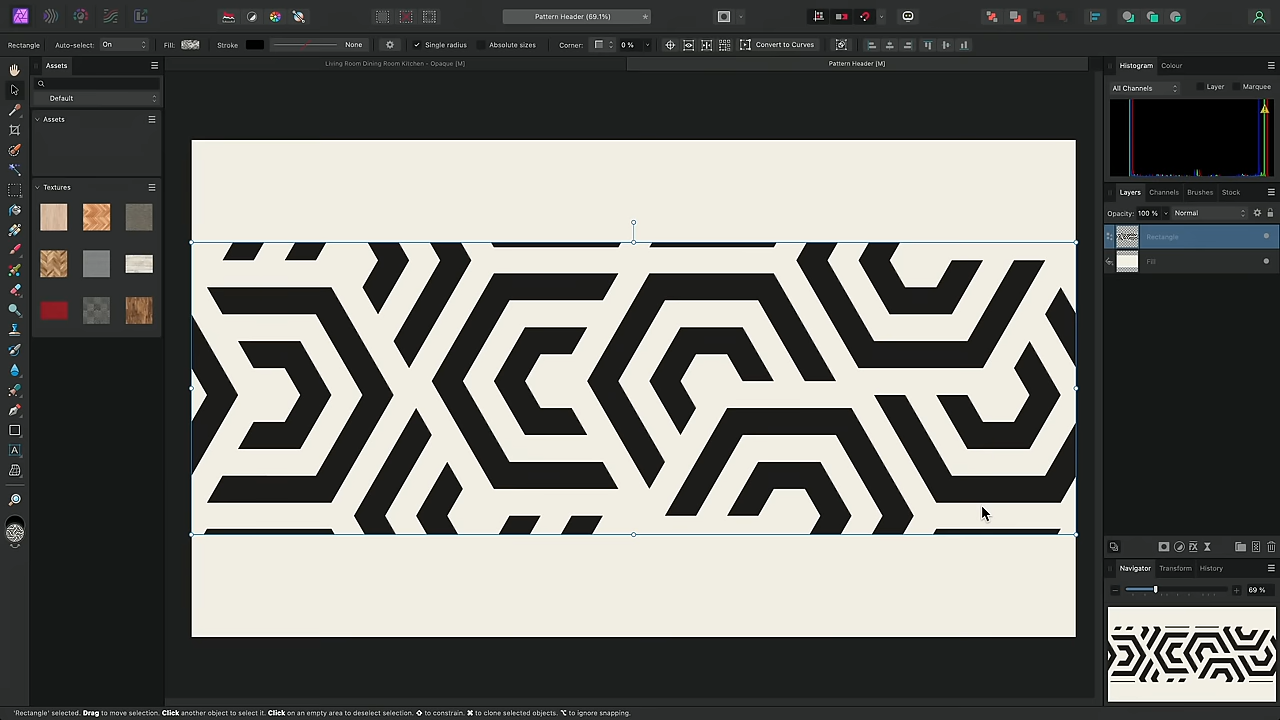 Pattern Header (69.1%)
Rectangle
Auto-select: On
Fill:
Stroke
None
Single radius
Absolute sizes
Corner:
0 %
Convert to Curves
Assets
Living Room Dining Room Kitchen - Opaque [M]
Pattern Header [M]
Histogram
Colour
Default
All Channels
Layer
Marquee
Assets
Textures
Layers
Channels
Brushes
Stock
Opacity: 100 %
Normal
Rectangle
Fill
Navigator
Transform
History
69 %
'Rectangle' selected. Drag to move selection. Click another object to select it. Click on an empty area to deselect selection. ⇧ to constrain. ⌘ to clone selected objects. ⌥ to ignore snapping.